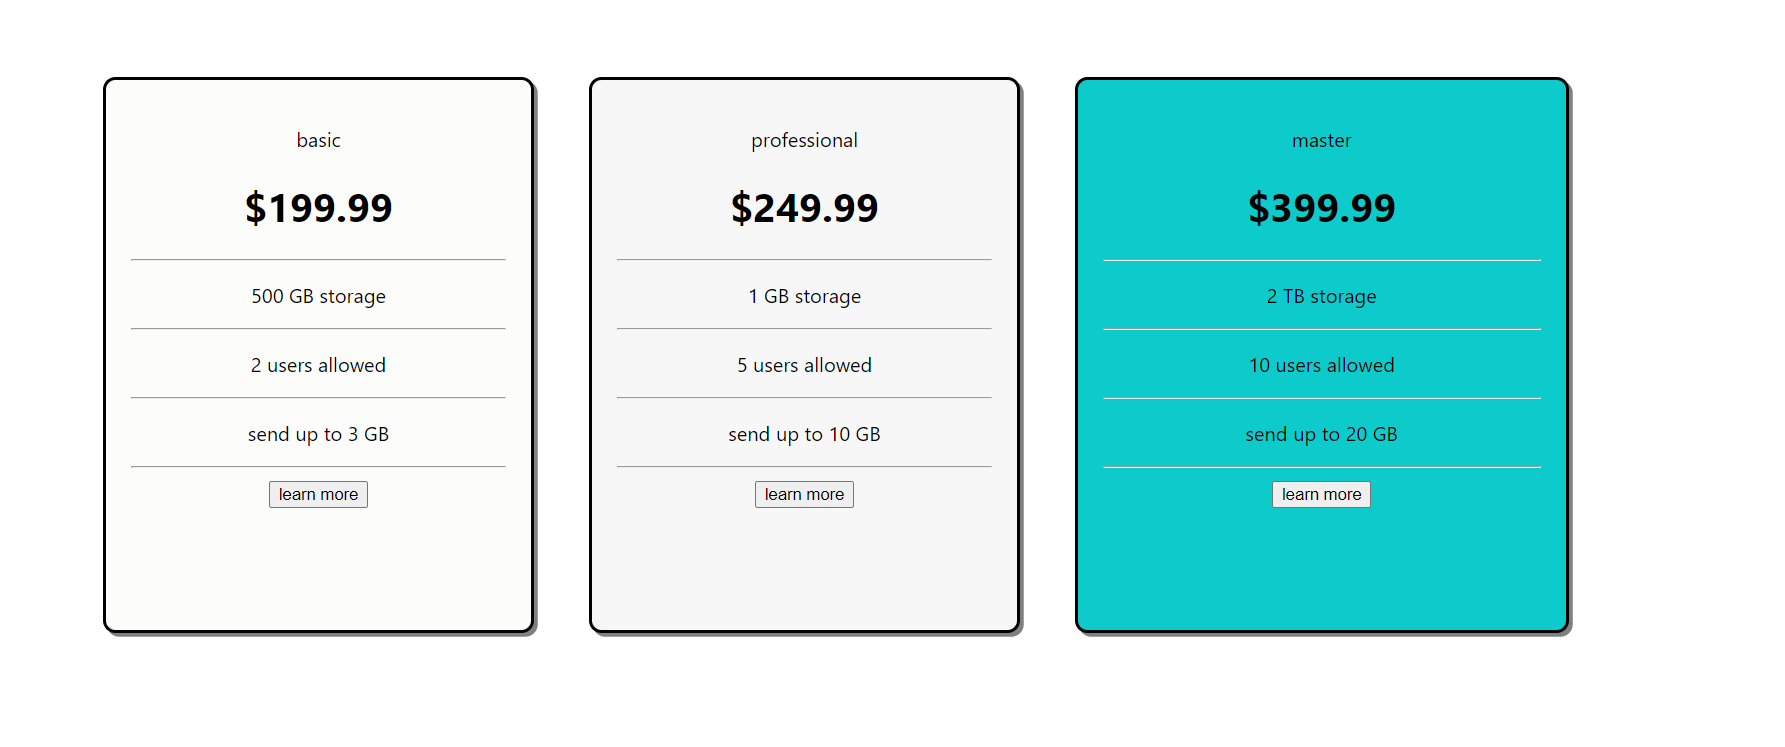 basic
$199.99
500 GB storage
2 users allowed
send up to 3 GB
learn more
professional
$249.99
1 GB storage
5 users allowed
send up to 10 GB
learn more
master
$399.99
2 TB storage
10 users allowed
send up to 20 GB
learn more